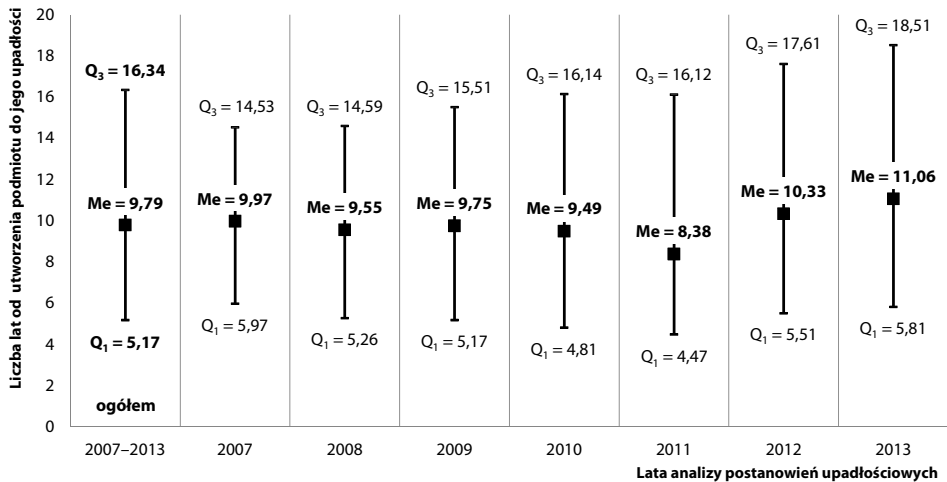 Liczba lat od utworzenia podmiotu do jego upadłości
20
18
16
14
12
10
8
6
4
2
0
Q3 = 16,34
Me = 9,79
Q1 = 5,17
ogółem
Q3 = 14,53
Me = 9,97
Q1 = 5,97
Q3 = 14,59
Me = 9,55
Q1 = 5,26
Q3 = 15,51
Me = 9,75
Q1 = 5,17
Q3 = 16,14
Me = 9,49
Q1 = 4,81
Q3 = 16,12
Me = 8,38
Q1 = 4,47
Q3 = 17,61
Me = 10,33
Q1 = 5,51
Q3 = 18,51
Me = 11,06
Q1 = 5,81
2007–2013 2007 2008 2009 2010 2011 2012 2013
Lata analizy postanowień upadłościowych